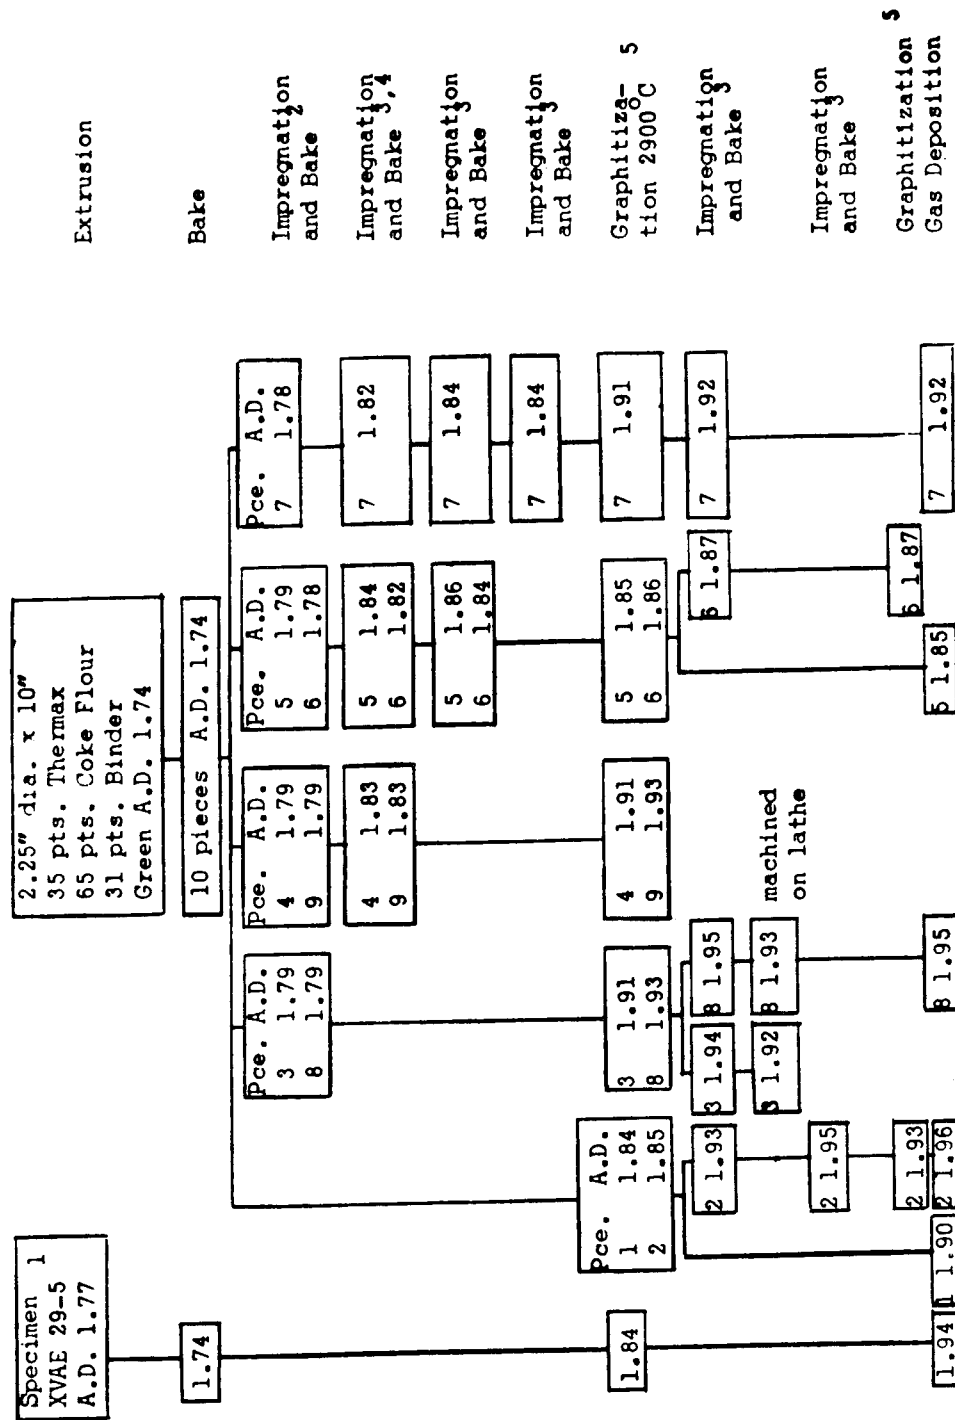 Specimen 1
XVAE 29-5
A.D. 1.77
2.25" dia. x 10"
35 pts. Thermax
65 pts. Coke Flour
31 pts. Binder
Green A.D. 1.74
Extrusion
1.74
10 pieces A.D. 1.74
Bake
Pce. A.D.
3 1.79
8 1.79
Pce. A.D.
4 1.79
9 1.79
Pce. A.D.
5 1.79
6 1.78
Pce. A.D.
7 1.78
Impregnation 2
and Bake
4 1.83
9 1.83
5 1.84
6 1.82
7 1.82
Impregnation 3,4
and Bake
5 1.86
6 1.84
7 1.84
Impregnation 3
and Bake
7 1.84
Impregnation 3
and Bake
1.84
Pce. A.D.
1 1.84
2 1.85
3 1.91
8 1.93
4 1.91
9 1.93
5 1.85
6 1.86
7 1.91
Graphitiza- 5
tion 2900°C
2 1.93
3 1.94
8 1.95
6 1.87
7 1.92
Impregnation 3
and Bake
3 1.92
8 1.93
machined
on lathe
2 1.95
Impregnation 3
and Bake
2 1.93
6 1.87
Graphitization 5
1.94
1 1.90
2 1.96
8 1.95
5 1.85
7 1.92
Gas Deposition